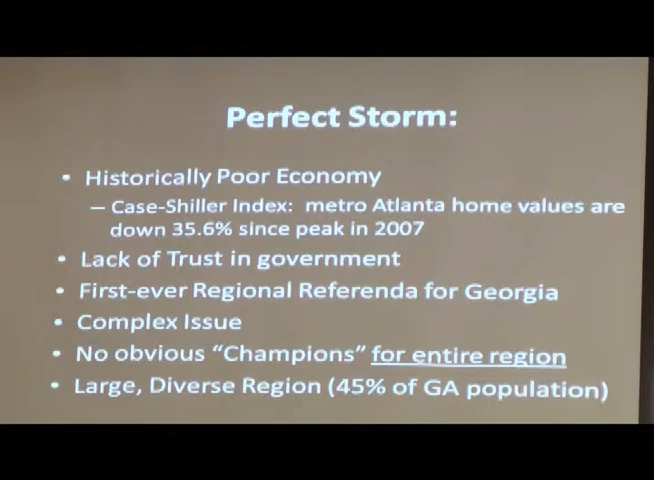 Perfect Storm:
• Historically Poor Economy
– Case-Shiller Index: metro Atlanta home values are
down 35.6% since peak in 2007
• Lack of Trust in government
• First-ever Regional Referenda for Georgia
• Complex Issue
• No obvious “Champions” for entire region
• Large, Diverse Region (45% of GA population)